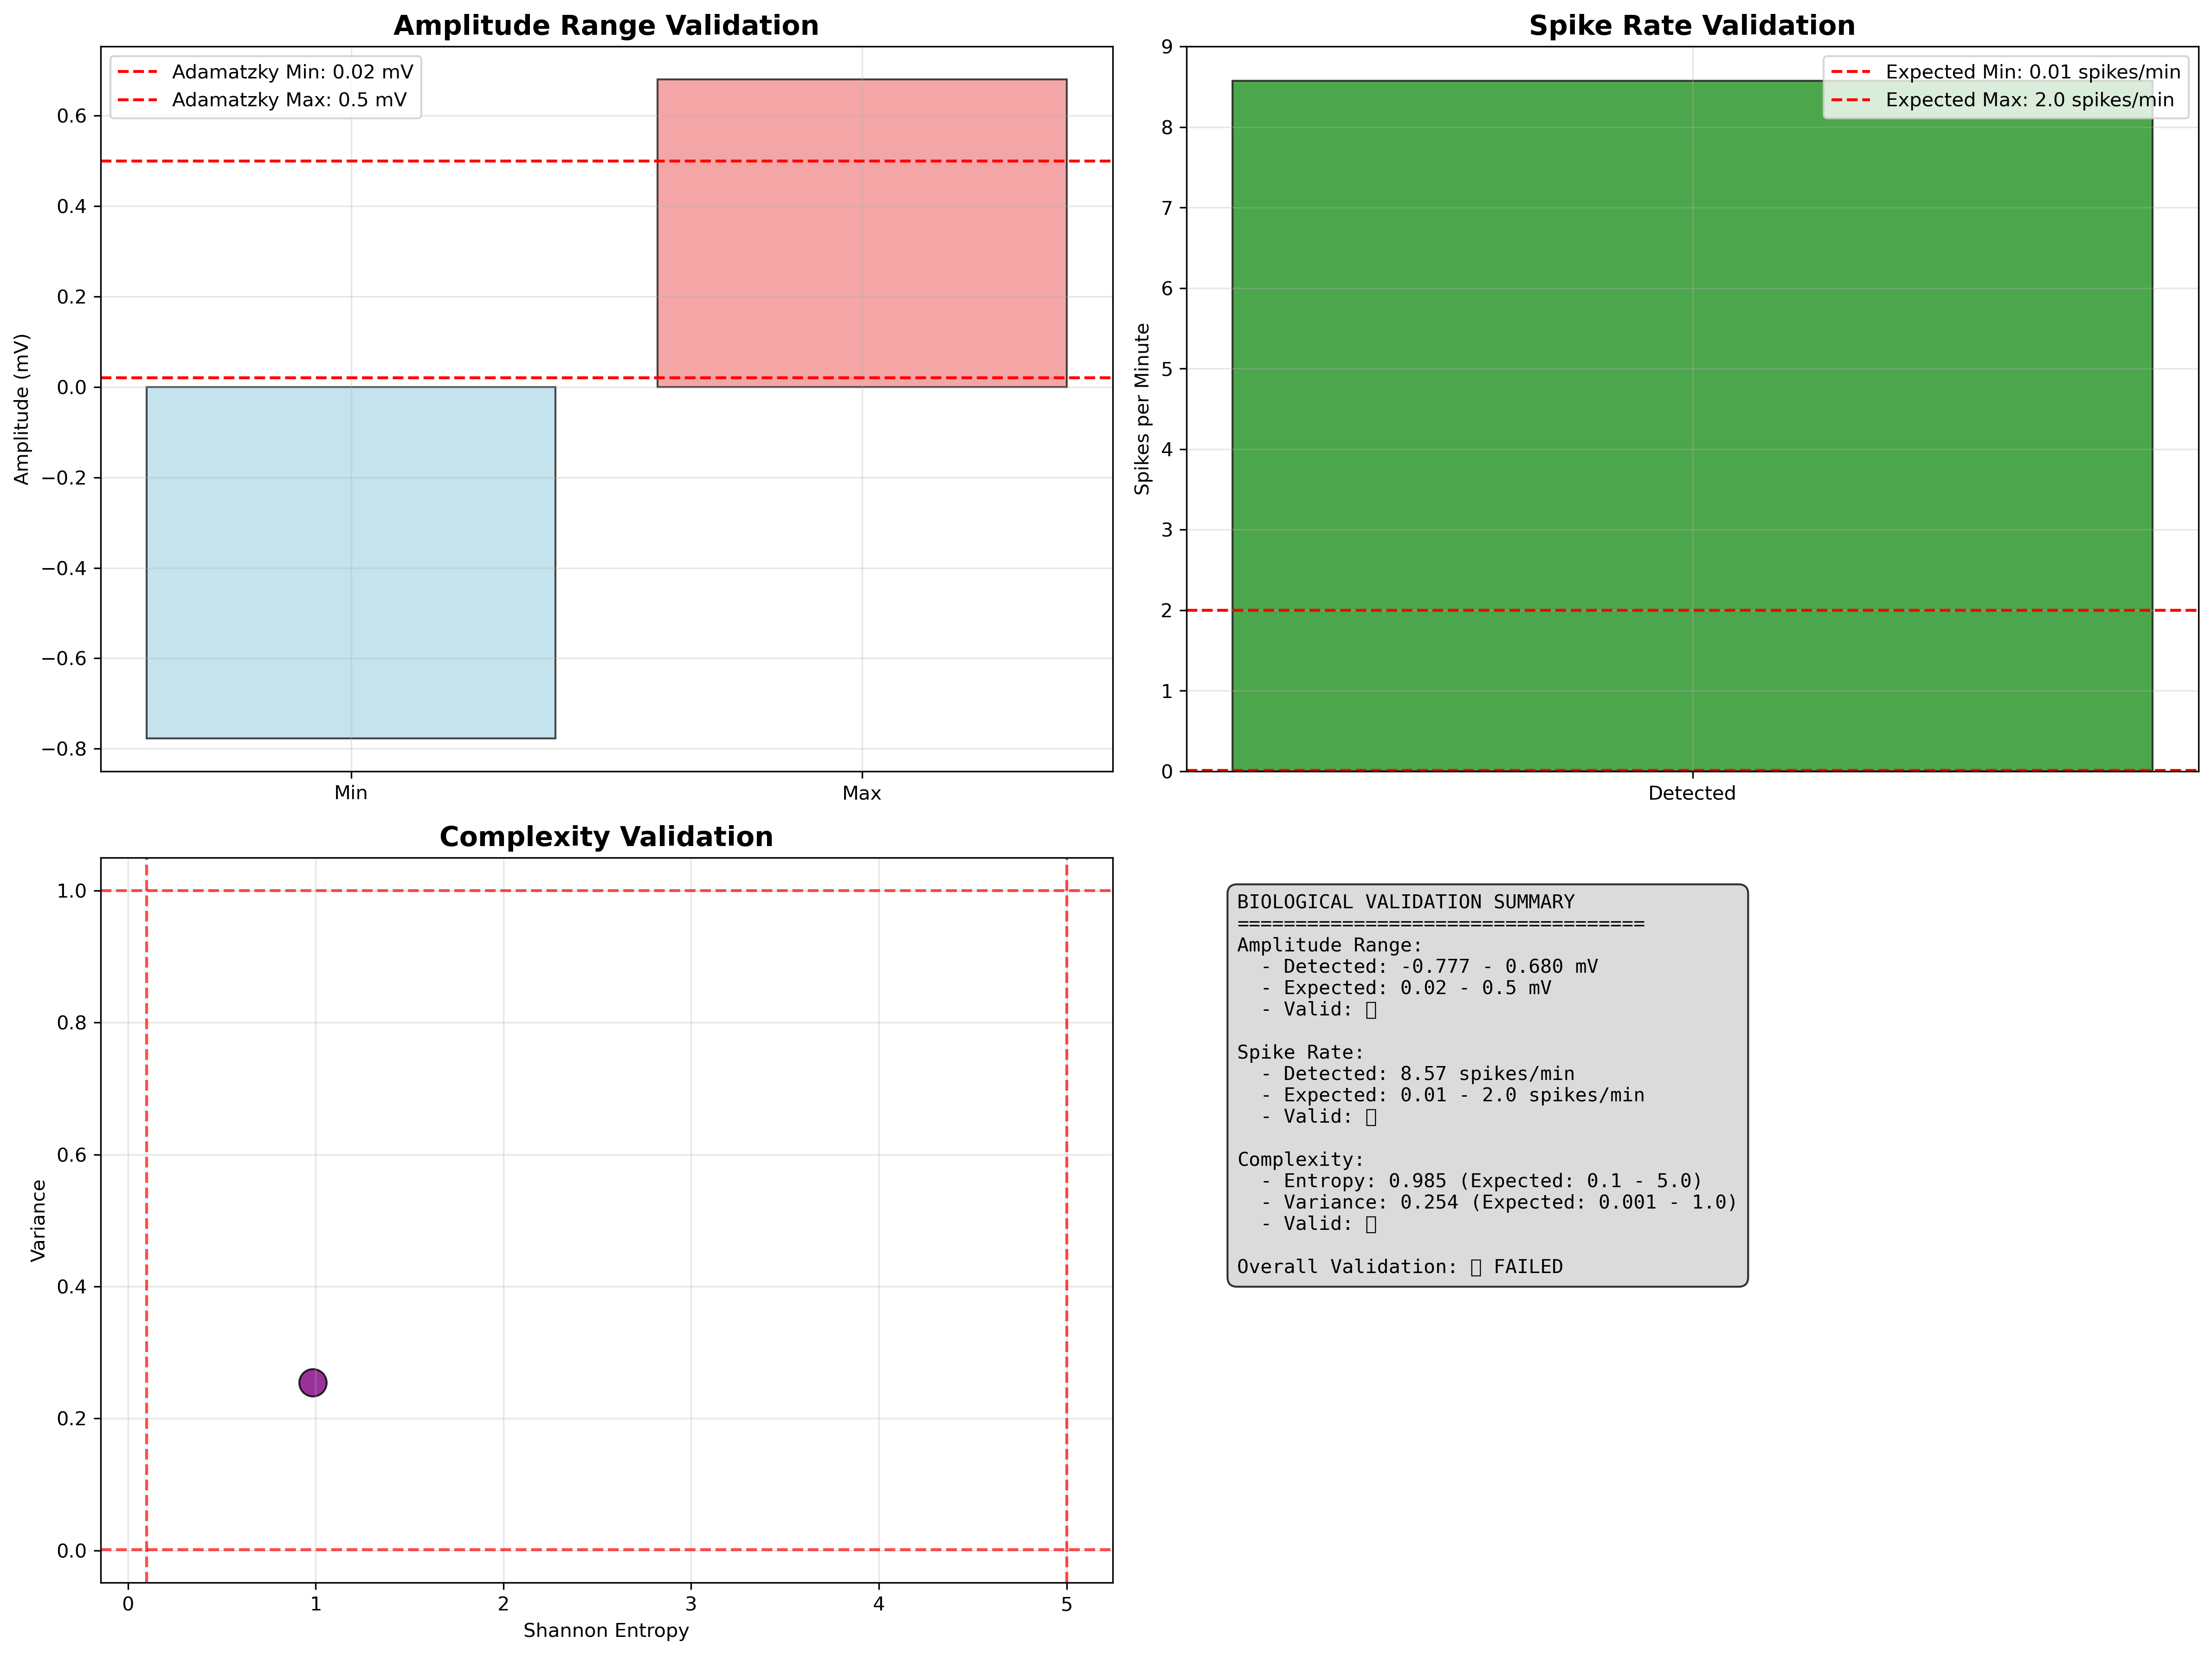 Amplitude Range Validation
Adamatzky Min: 0.02 mV
Adamatzky Max: 0.5 mV
Amplitude (mV)
0.6
0.4
0.2
0.0
−0.2
−0.4
−0.6
−0.8
Min
Max
Spike Rate Validation
Expected Min: 0.01 spikes/min
Expected Max: 2.0 spikes/min
Spikes per Minute
9
8
7
6
5
4
3
2
1
0
Detected
Complexity Validation
Variance
1.0
0.8
0.6
0.4
0.2
0.0
0
1
2
3
4
5
Shannon Entropy
BIOLOGICAL VALIDATION SUMMARY
===================================
Amplitude Range:
- Detected: -0.777 - 0.680 mV
- Expected: 0.02 - 0.5 mV
- Valid: ▯
Spike Rate:
- Detected: 8.57 spikes/min
- Expected: 0.01 - 2.0 spikes/min
- Valid: ▯
Complexity:
- Entropy: 0.985 (Expected: 0.1 - 5.0)
- Variance: 0.254 (Expected: 0.001 - 1.0)
- Valid: ▯
Overall Validation: ▯ FAILED